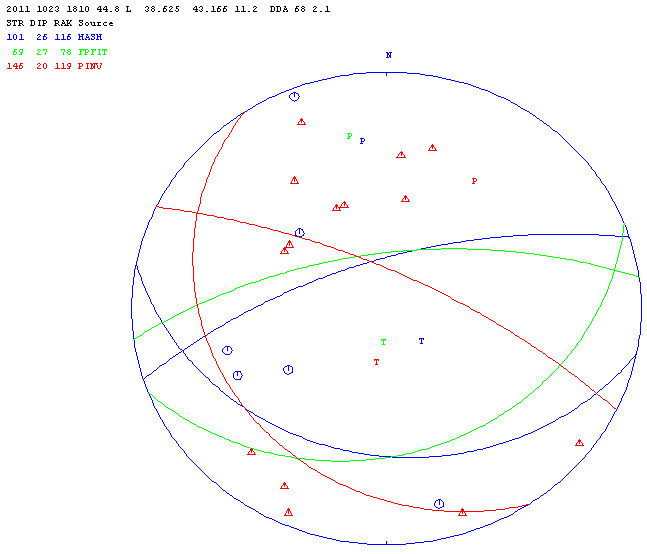 2011 1023 1810 44.8 L 38.625 43.166 11.2 DDA 68 2.1
STR DIP RAK Source
101 26 116 HASH
69 27 78 FPFIT
146 20 119 PINV
N
P
P
P
T
T
T